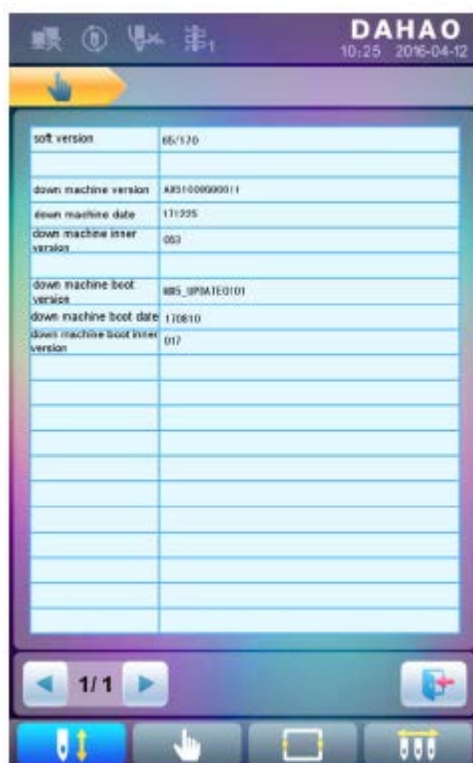 DAHAO
10:25 2016-04-12
soft version 65/170
down machine version
down machine date 171225
down machine inner version 053
down machine boot version
down machine boot date 170810
down machine boot inner version 017
1/1